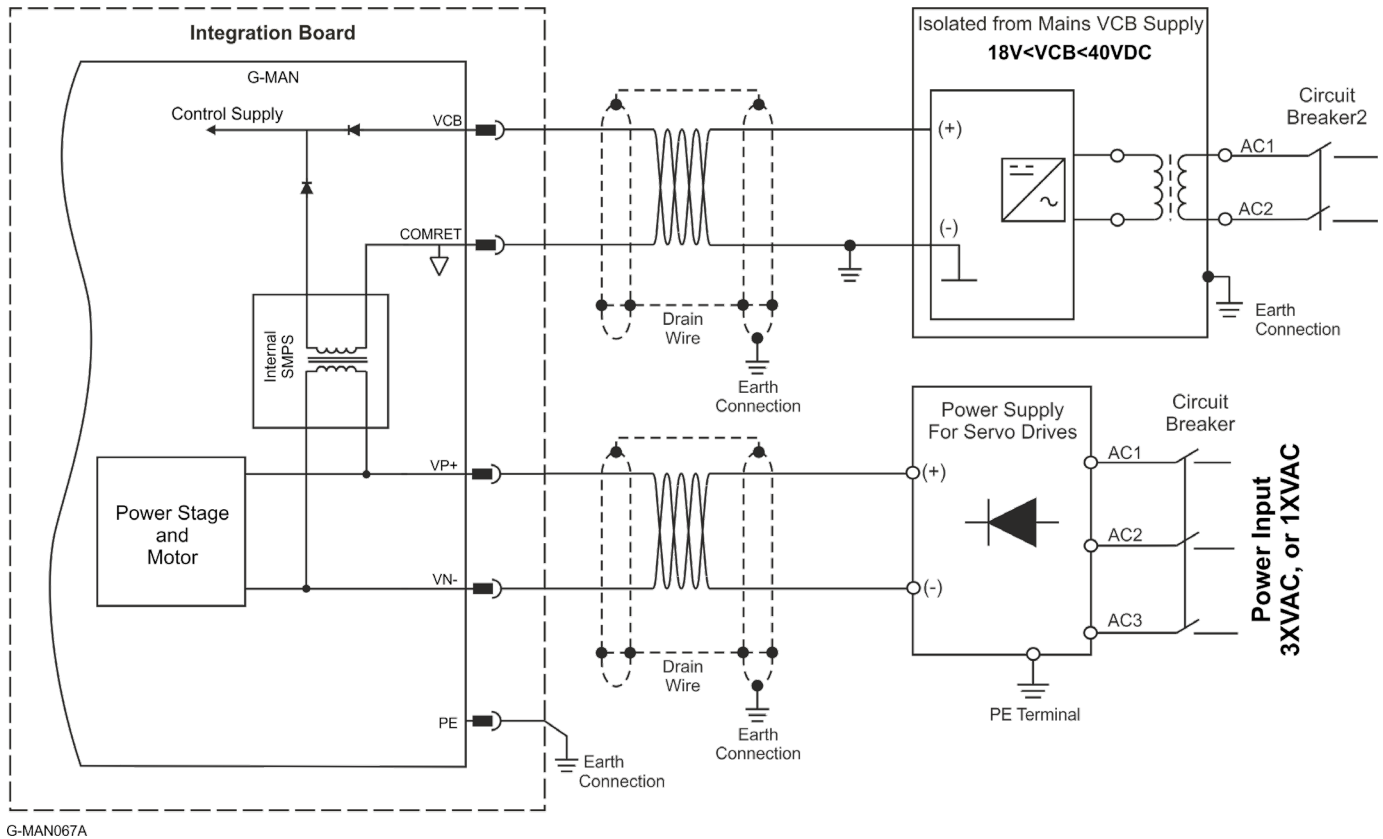 Integration Board
G-MAN
Control Supply
VCB
COMRET
Internal
SMPS
Power Stage
and
Motor
VP+
VN-
PE
Earth
Connection
Drain
Wire
Earth
Connection
Drain
Wire
Earth
Connection
Isolated from Mains VCB Supply
18V<VCB<40VDC
(+)
(-)
AC1
AC2
Circuit
Breaker2
Earth
Connection
Power Supply
For Servo Drives
(+)
(-)
AC1
AC2
AC3
Circuit
Breaker
Power Input
3XVAC, or 1XVAC
PE Terminal
G-MAN067A